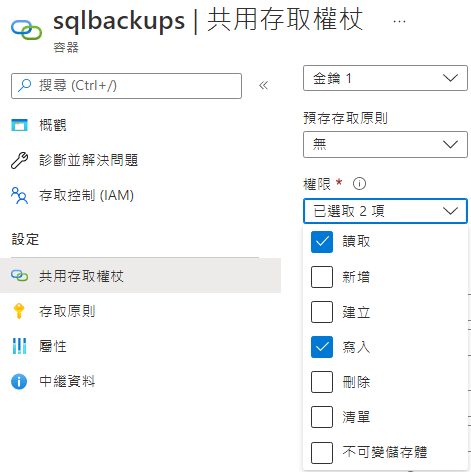 sqlbackups | 共用存取權杖 ...
容器
搜尋 (Ctrl+/)
概觀
診斷並解決問題
存取控制 (IAM)
設定
共用存取權杖
存取原則
屬性
中繼資料
金鑰 1
預存存取原則
無
權限 *
已選取 2 項
讀取
新增
建立
寫入
刪除
清單
不可變儲存體